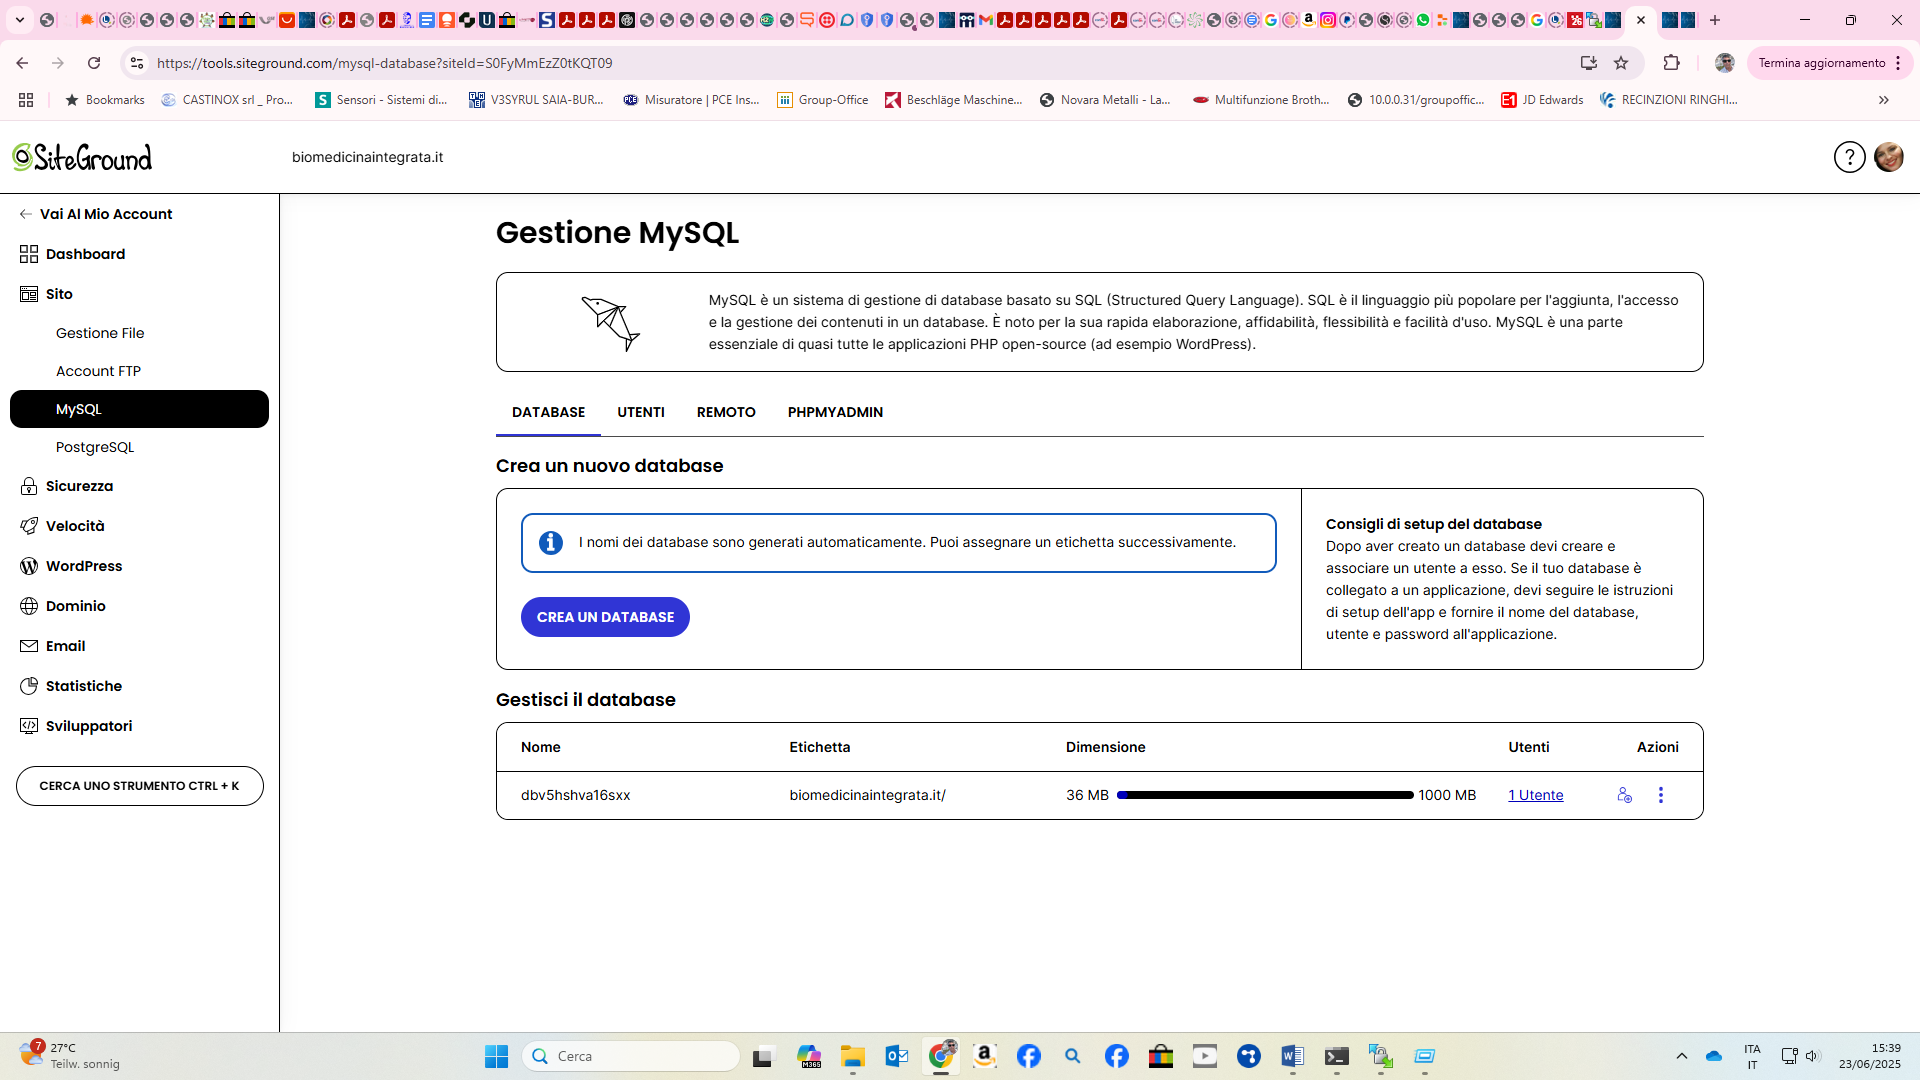 https://tools.siteground.com/mysql-database?siteId=S0FyMmEzZ0tKQT09
Termina aggiornamento
Bookmarks
CASTINOX srl _ Pro...
Sensori - Sistemi di...
V3SYRUL SAIA-BUR...
Misuratore | PCE Ins...
Group-Office
Beschläge Maschine...
Novara Metalli - La...
Multifunzione Broth...
10.0.0.31/groupoffic...
JD Edwards
RECINZIONI RINGHI...
SiteGround
biomedicinaintegrata.it
Vai Al Mio Account
Dashboard
Sito
Gestione File
Account FTP
MySQL
PostgreSQL
Sicurezza
Velocità
WordPress
Dominio
Email
Statistiche
Sviluppatori
CERCA UNO STRUMENTO CTRL + K
Gestione MySQL
MySQL è un sistema di gestione di database basato su SQL (Structured Query Language). SQL è il linguaggio più popolare per l'aggiunta, l'accesso
e la gestione dei contenuti in un database. È noto per la sua rapida elaborazione, affidabilità, flessibilità e facilità d'uso. MySQL è una parte
essenziale di quasi tutte le applicazioni PHP open-source (ad esempio WordPress).
DATABASE
UTENTI
REMOTO
PHPMYADMIN
Crea un nuovo database
I nomi dei database sono generati automaticamente. Puoi assegnare un etichetta successivamente.
CREA UN DATABASE
Consigli di setup del database
Dopo aver creato un database devi creare e
associare un utente a esso. Se il tuo database è
collegato a un applicazione, devi seguire le istruzioni
di setup dell'app e fornire il nome del database,
utente e password all'applicazione.
Gestisci il database
Nome Etichetta Dimensione Utenti Azioni
dbv5hshva16sxx biomedicinaintegrata.it/ 36 MB 1000 MB 1 Utente
7
27°C
Teilw. sonnig
Cerca
ITA
IT
15:39
23/06/2025